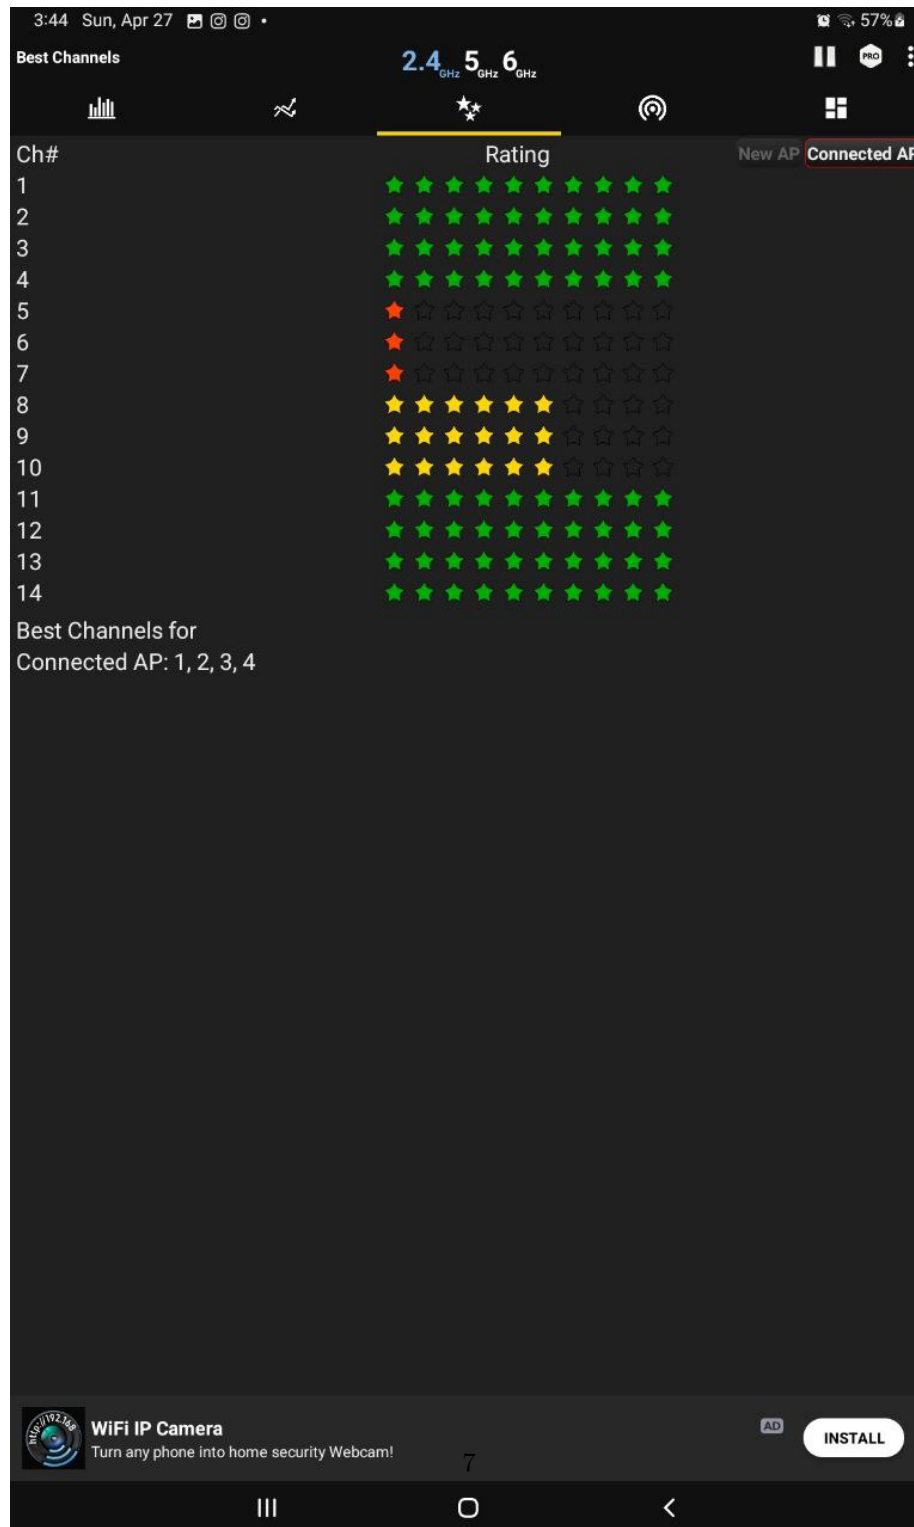 3:44 Sun, Apr 27 57%
Best Channels
2.4 GHz 5 GHz 6 GHz
PRO
Ch# Rating New AP Connected AP
1
2
3
4
5
6
7
8
9
10
11
12
13
14
Best Channels for
Connected AP: 1, 2, 3, 4
http://192.168
WiFi IP Camera
AD
INSTALL
Turn any phone into home security Webcam!
7